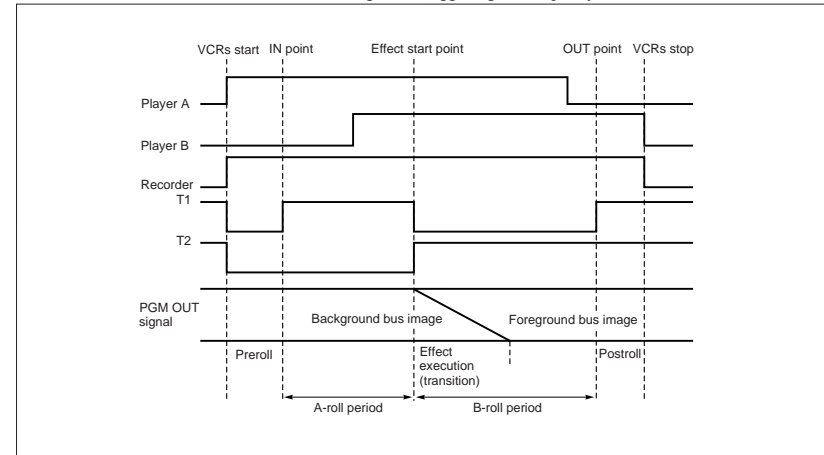 VCRs start IN point Effect start point OUT point VCRs stop
Player A
Player B
Recorder
T1
T2
PGM OUT
signal
Background bus image Foreground bus image
Preroll Effect
execution
(transition) Postroll
A-roll period B-roll period